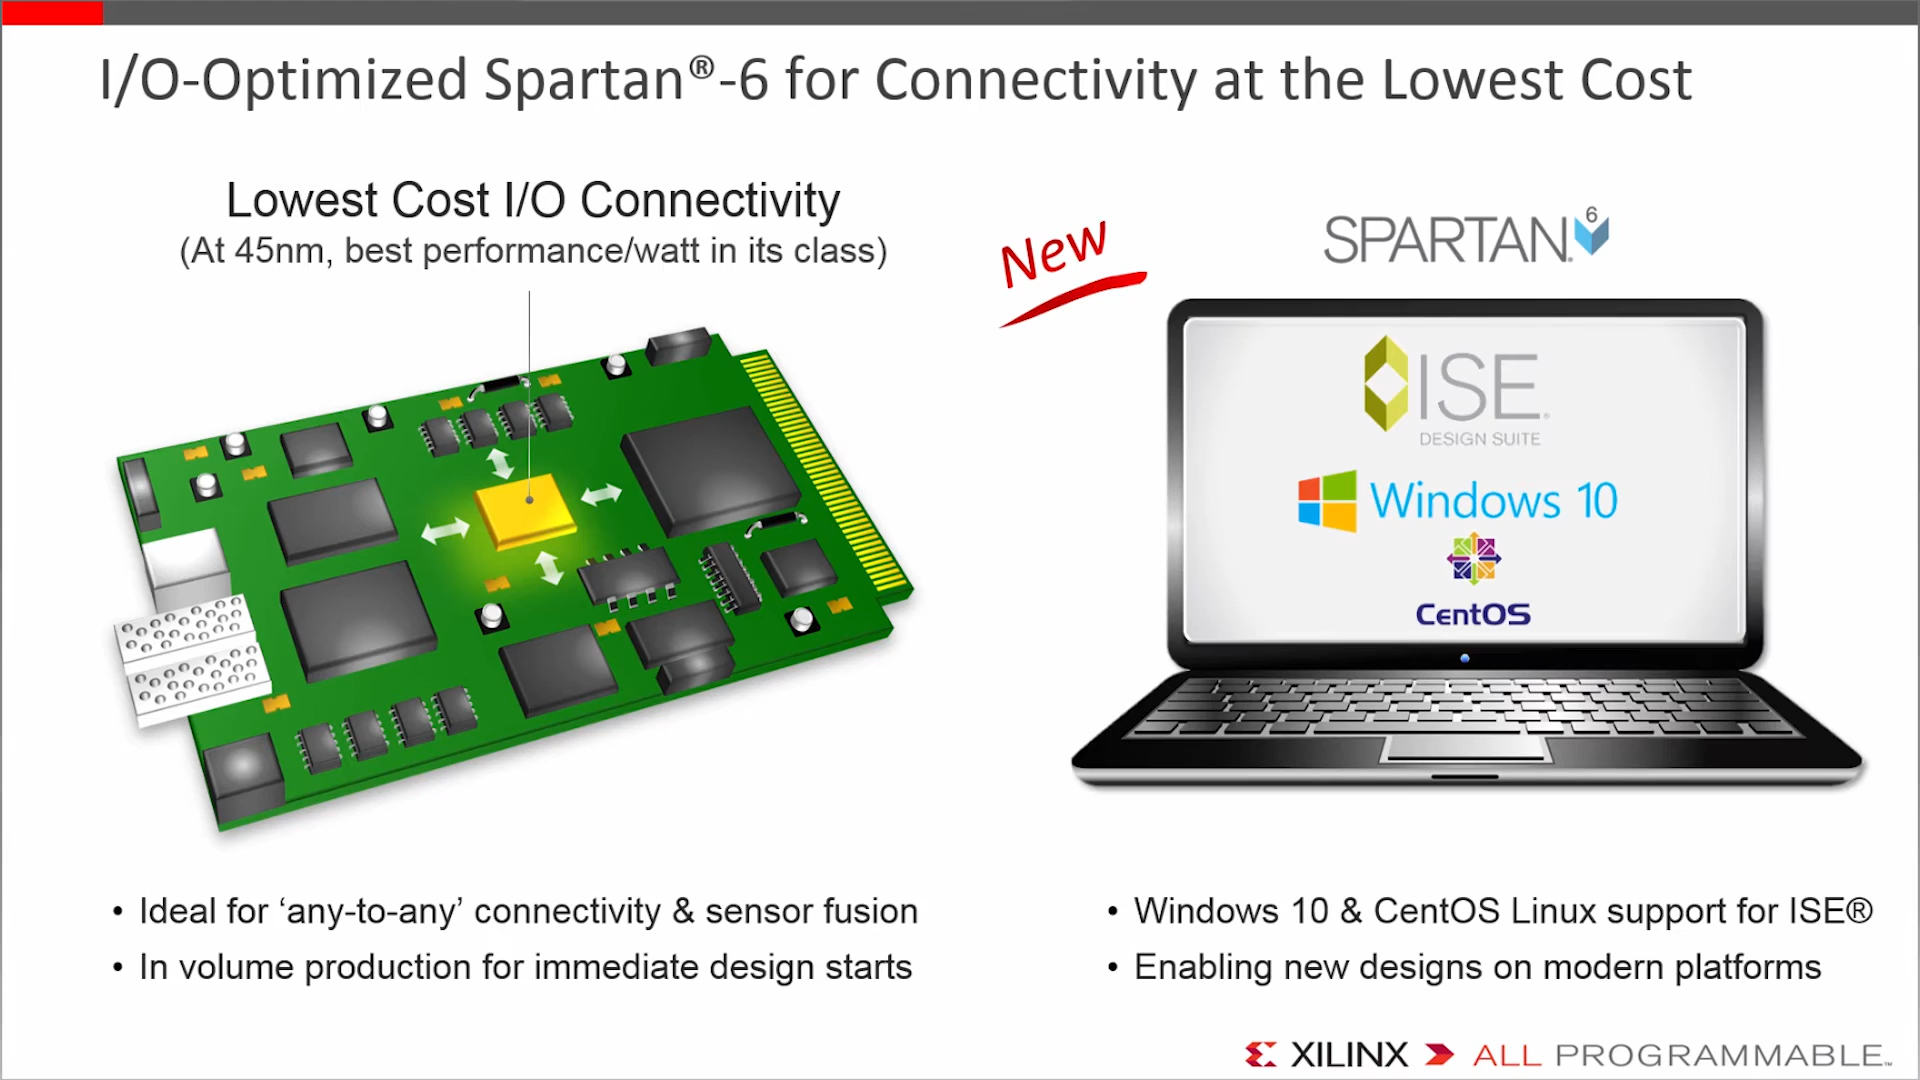 I/O-Optimized Spartan®-6 for Connectivity at the Lowest Cost
Lowest Cost I/O Connectivity
(At 45nm, best performance/watt in its class)
New
SPARTAN® 6
ISE®
DESIGN SUITE
Windows 10
CentOS
• Ideal for ‘any-to-any’ connectivity & sensor fusion
• In volume production for immediate design starts
• Windows 10 & CentOS Linux support for ISE®
• Enabling new designs on modern platforms
XILINX ALL PROGRAMMABLE™